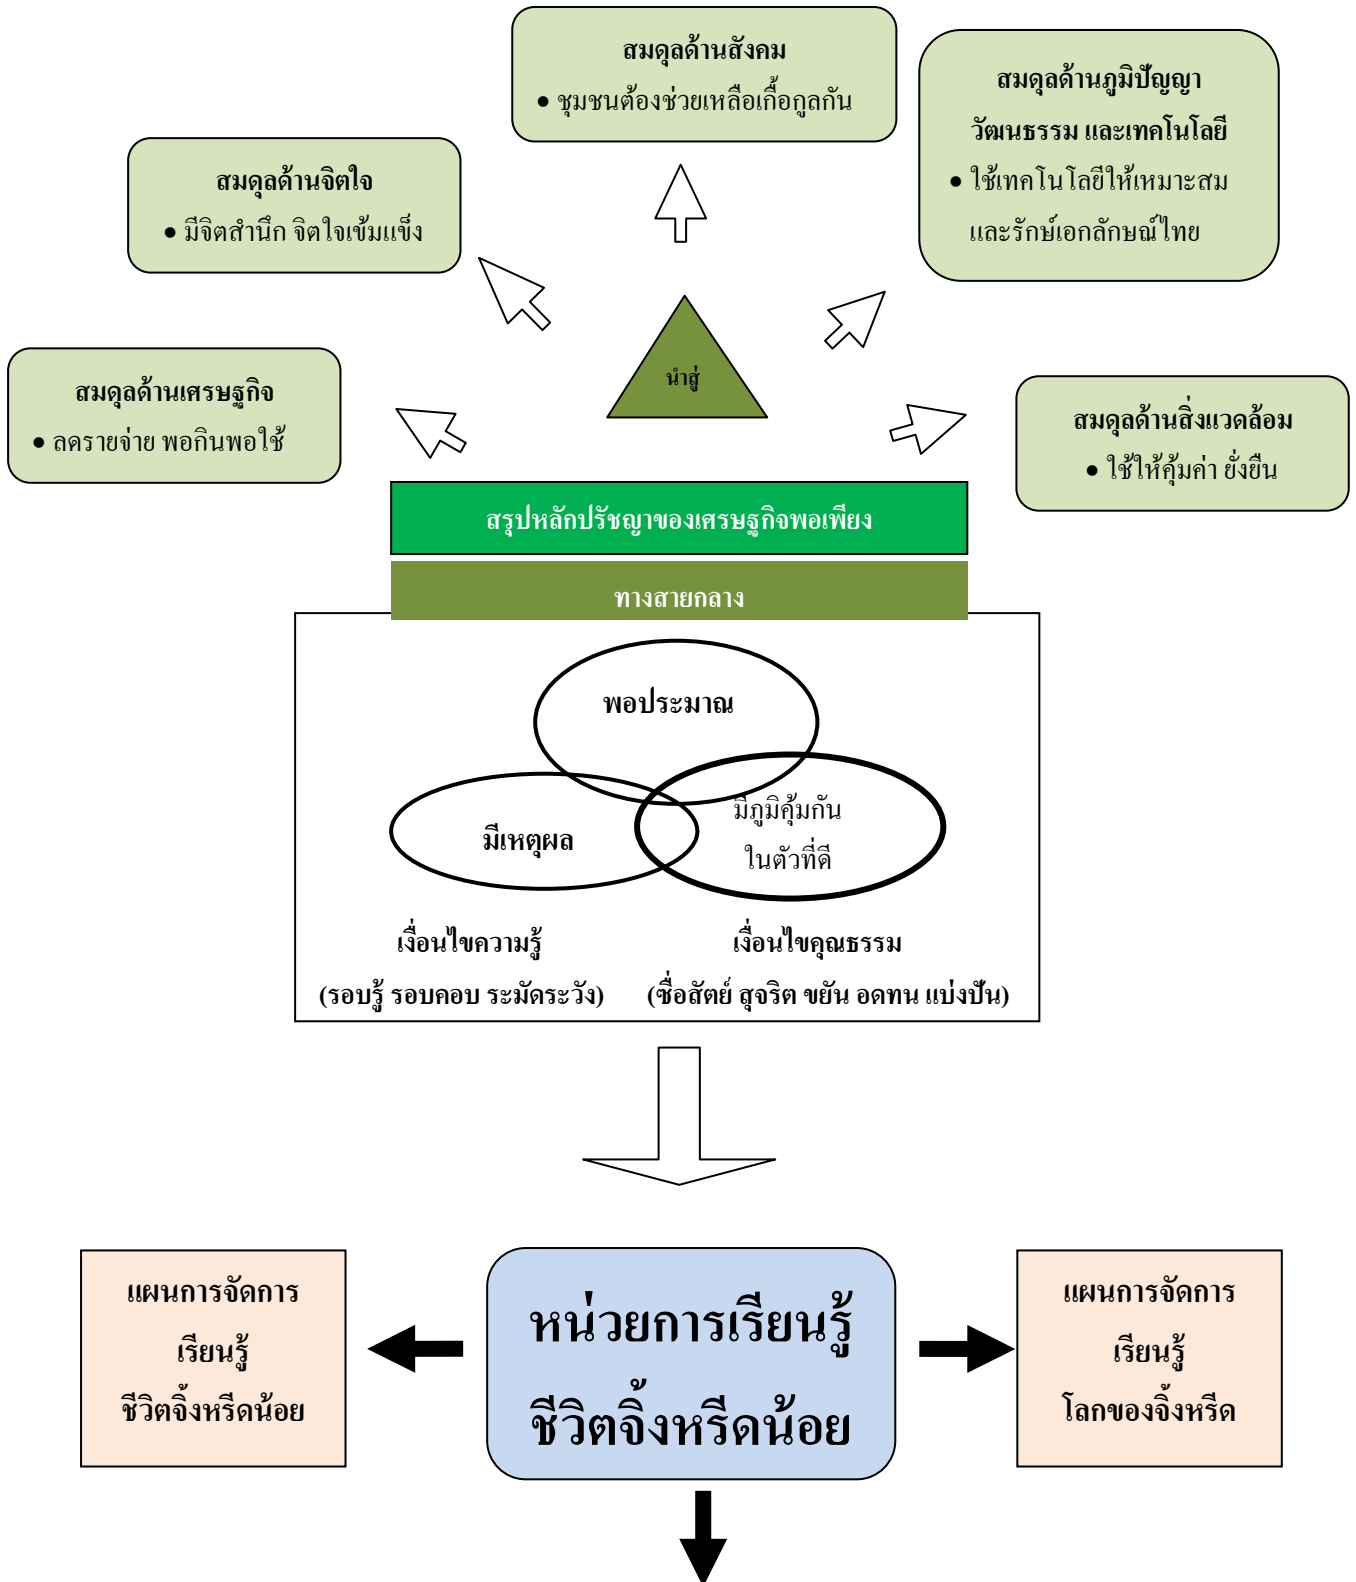 สมดุลด้านสังคม
• ชุมชนต้องช่วยเหลือเกื้อกูลกัน
สมดุลด้านภูมิปัญญา
วัฒนธรรม และเทคโนโลยี
• ใช้เทคโนโลยีให้เหมาะสม
และรักษ์เอกลักษณ์ไทย
สมดุลด้านจิตใจ
• มีจิตสำนึก จิตใจเข้มแข็ง
นำสู่
สมดุลด้านเศรษฐกิจ
• ลดรายจ่าย พอกินพอใช้
สมดุลด้านสิ่งแวดล้อม
• ใช้ให้คุ้มค่า ยั่งยืน
สรุปหลักปรัชญาของเศรษฐกิจพอเพียง
ทางสายกลาง
พอประมาณ
มีเหตุผล
มีภูมิคุ้มกัน
ในตัวที่ดี
เงื่อนไขความรู้
(รอบรู้ รอบคอบ ระมัดระวัง)
เงื่อนไขคุณธรรม
(ซื่อสัตย์ สุจริต ขยัน อดทน แบ่งปัน)
แผนการจัดการ
เรียนรู้
ชีวิตจิ้งหรีดน้อย
หน่วยการเรียนรู้
ชีวิตจิ้งหรีดน้อย
แผนการจัดการ
เรียนรู้
โลกของจิ้งหรีด